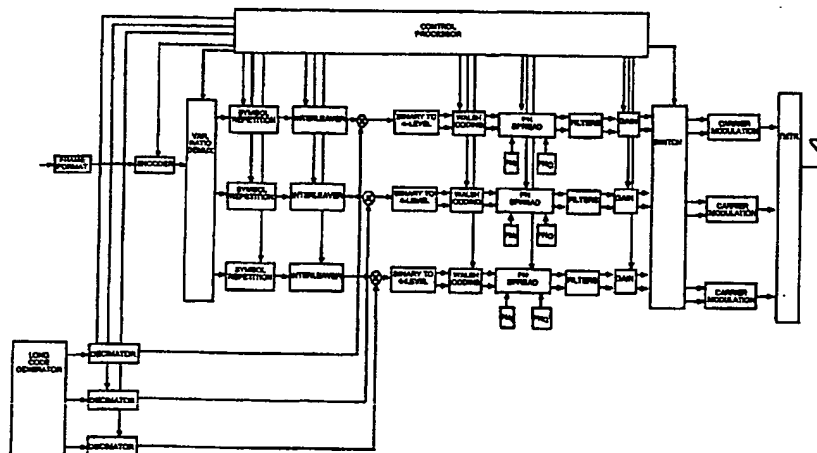 CONTROL
PROCESSOR
SYMBOL
REPETITION
INTERLEAVER
BINARY TO
4-LEVEL
WALSH
CODING
PN
SPREAD
FILTERS
GAIN
SWITCH
CARRIER
MODULATION
VAR.
RATIO
DEMUX
FRAME
FORMAT
ENCODER
SYMBOL
REPETITION
INTERLEAVER
BINARY TO
4-LEVEL
WALSH
CODING
PN
SPREAD
FILTERS
GAIN
CARRIER
MODULATION
SYMBOL
REPETITION
INTERLEAVER
BINARY TO
4-LEVEL
WALSH
CODING
PN
SPREAD
FILTERS
GAIN
CARRIER
MODULATION
LONG
CODE
GENERATOR
DECIMATOR
DECIMATOR
DECIMATOR